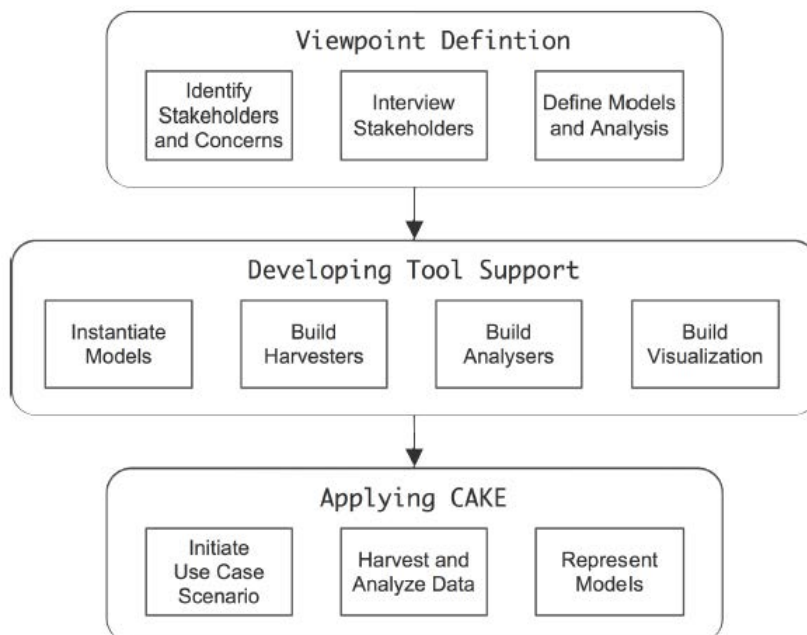 Viewpoint Defintion
Identify
Stakeholders
and Concerns
Interview
Stakeholders
Define Models
and Analysis
Developing Tool Support
Instantiate
Models
Build
Harvesters
Build
Analysers
Build
Visualization
Applying CAKE
Initiate
Use Case
Scenario
Harvest and
Analyze Data
Represent
Models